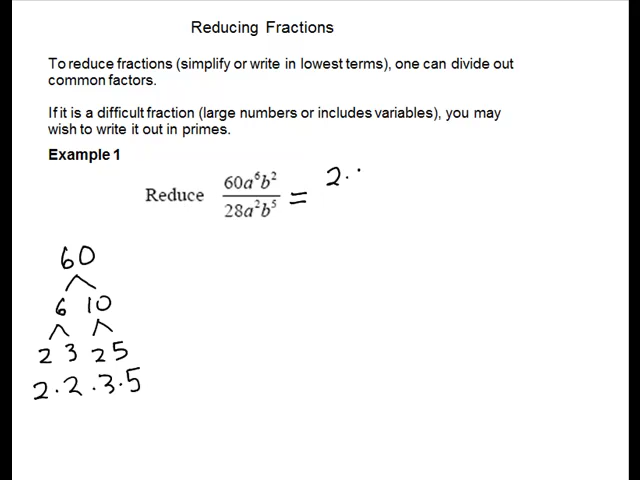 Reducing Fractions
To reduce fractions (simplify or write in lowest terms), one can divide out
common factors.
If it is a difficult fraction (large numbers or includes variables), you may
wish to write it out in primes.
Example 1
Reduce 60a⁶b² / 28a²b⁵ = 2 · ·
60
6 10
2 3 2 5
2 · 2 · 3 · 5